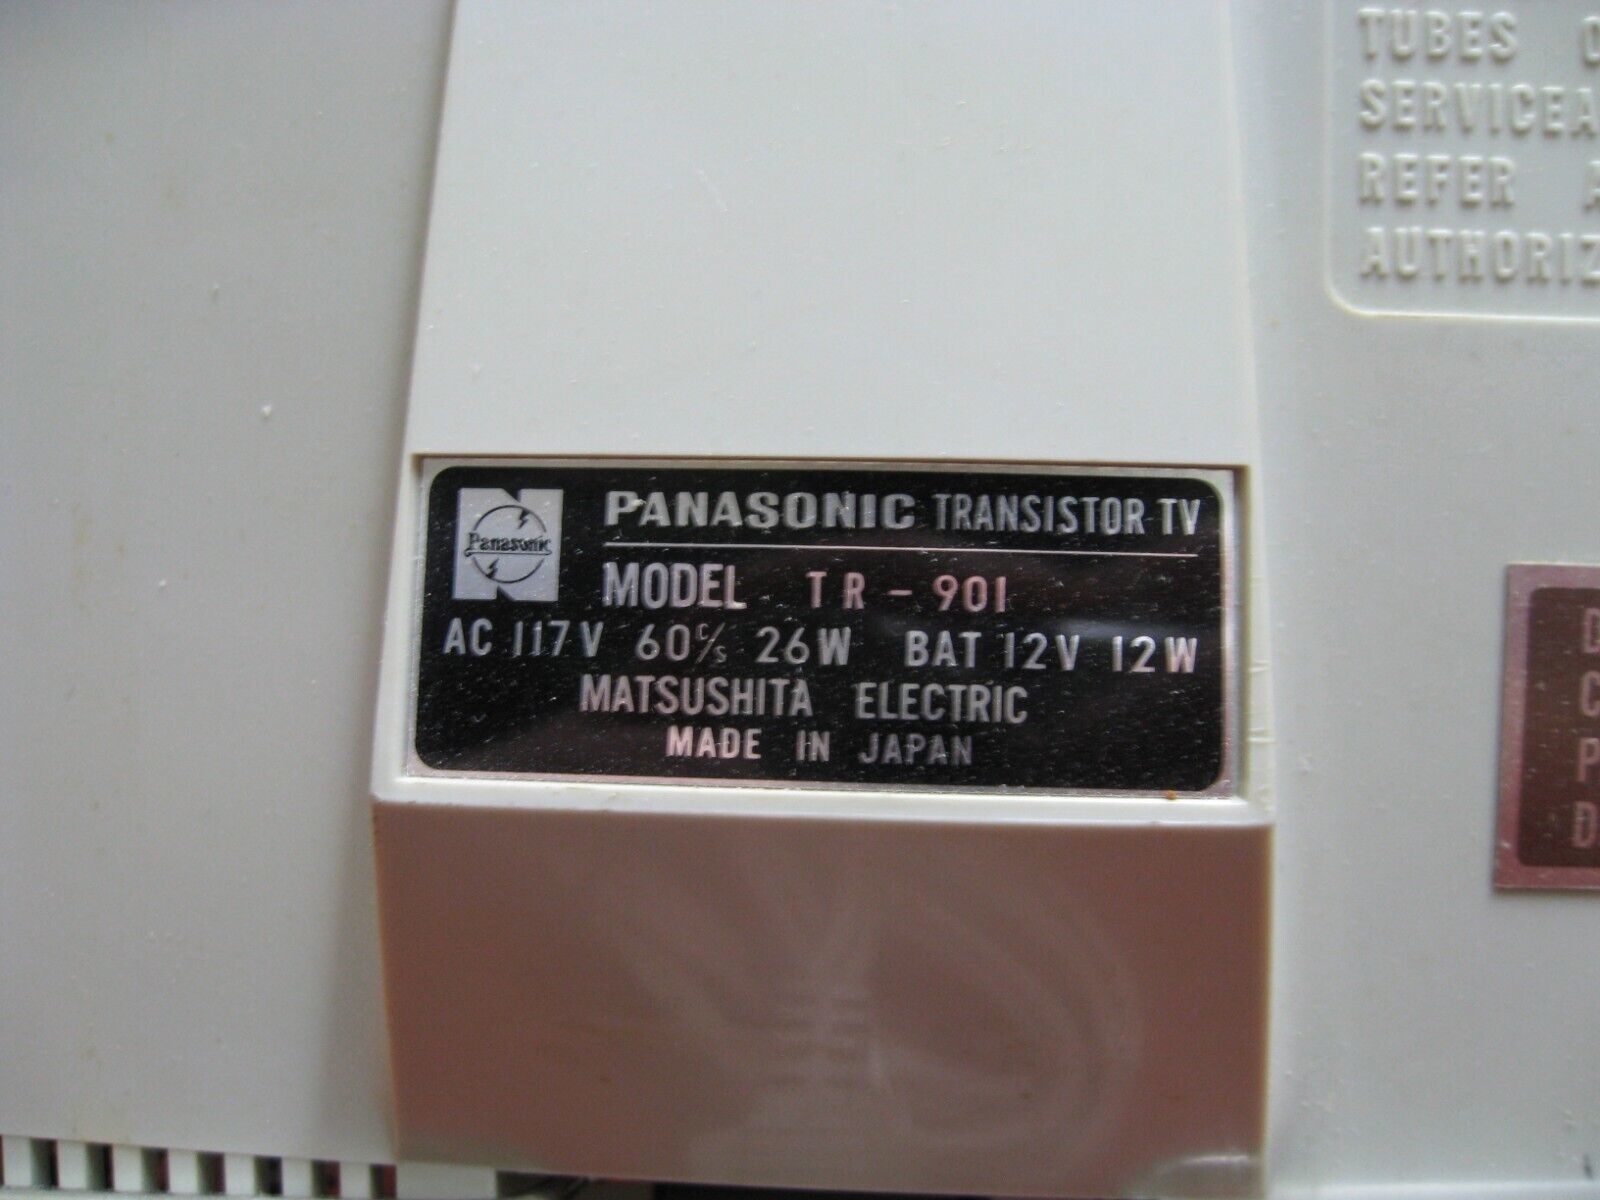 TUBES
SERVICEA
REFER A
AUTHORIZ
Panasonic
PANASONIC TRANSISTOR TV
MODEL TR-901
AC 117V 60 c/s 26W BAT 12V 12W
MATSUSHITA ELECTRIC
MADE IN JAPAN
D
C
P
D